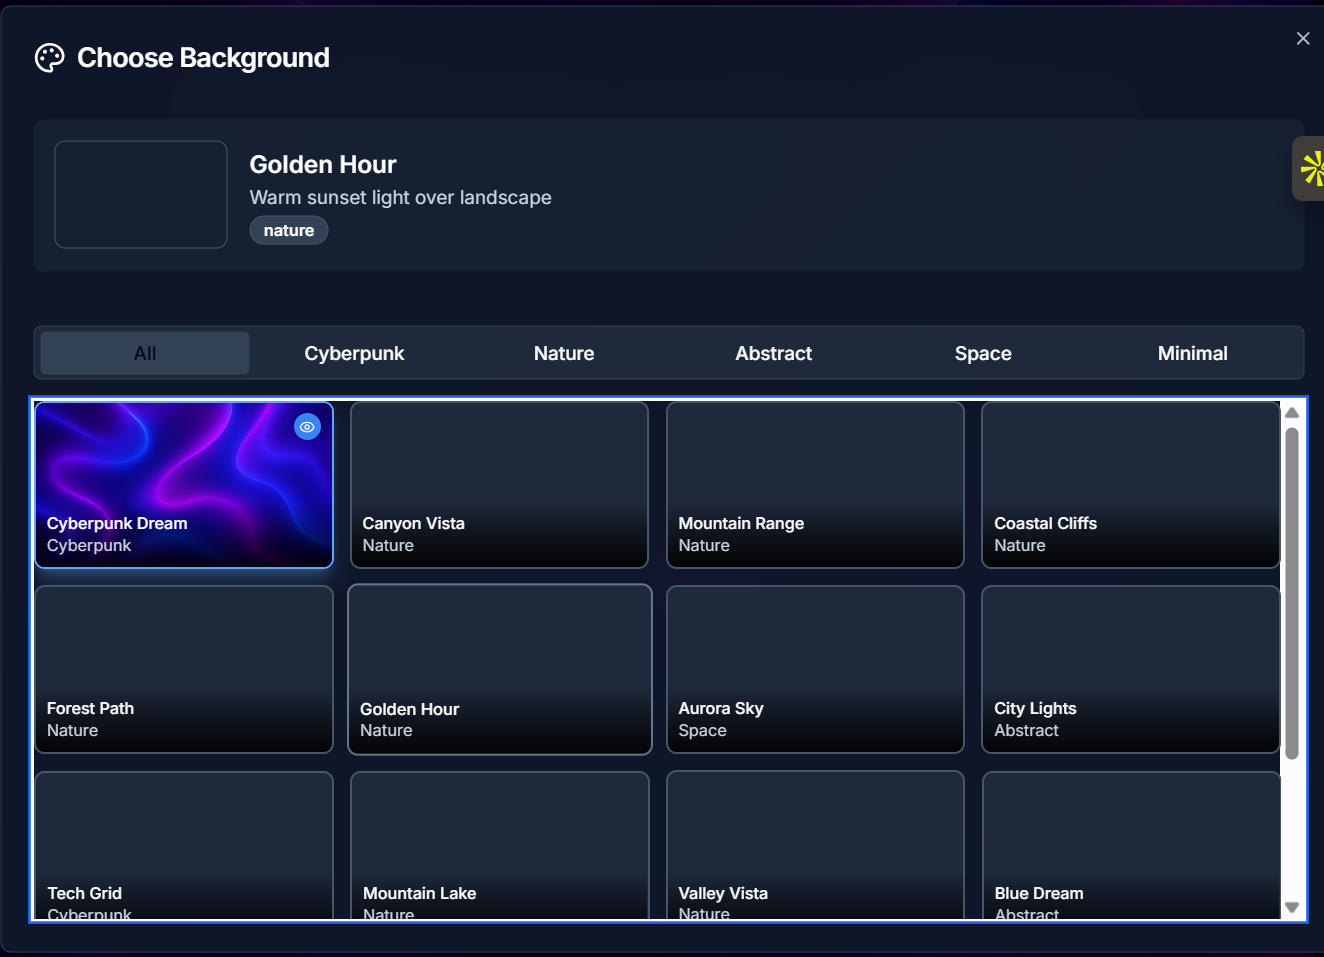 Choose Background
Golden Hour
Warm sunset light over landscape
nature
All Cyberpunk Nature Abstract Space Minimal
Cyberpunk Dream
Cyberpunk
Canyon Vista
Nature
Mountain Range
Nature
Coastal Cliffs
Nature
Forest Path
Nature
Golden Hour
Nature
Aurora Sky
Space
City Lights
Abstract
Tech Grid
Cyberpunk
Mountain Lake
Nature
Valley Vista
Nature
Blue Dream
Abstract